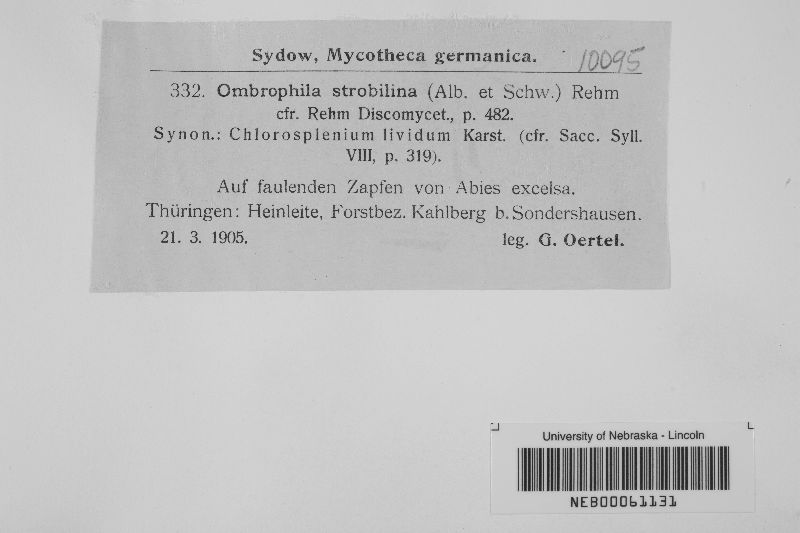 Sydow, Mycotheca germanica. 10095
332. Ombrophila strobilina (Alb. et Schw.) Rehm
cfr. Rehm Discomycet., p. 482.
Synon.: Chlorosplenium lividum Karst. (cfr. Sacc. Syll.
VIII, p. 319).
Auf faulenden Zapfen von Abies excelsa.
Thüringen: Heinleite, Forstbez. Kahlberg b. Sondershausen.
21. 3. 1905. leg. G. Oertel.
University of Nebraska - Lincoln
NEB00061131